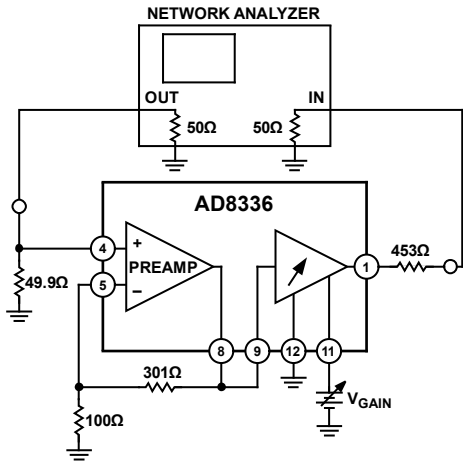 NETWORK ANALYZER
OUT
IN
50Ω
50Ω
AD8336
4
+
PREAMP
1
453Ω
49.9Ω
5
–
8
9
12
11
301Ω
VGAIN
100Ω